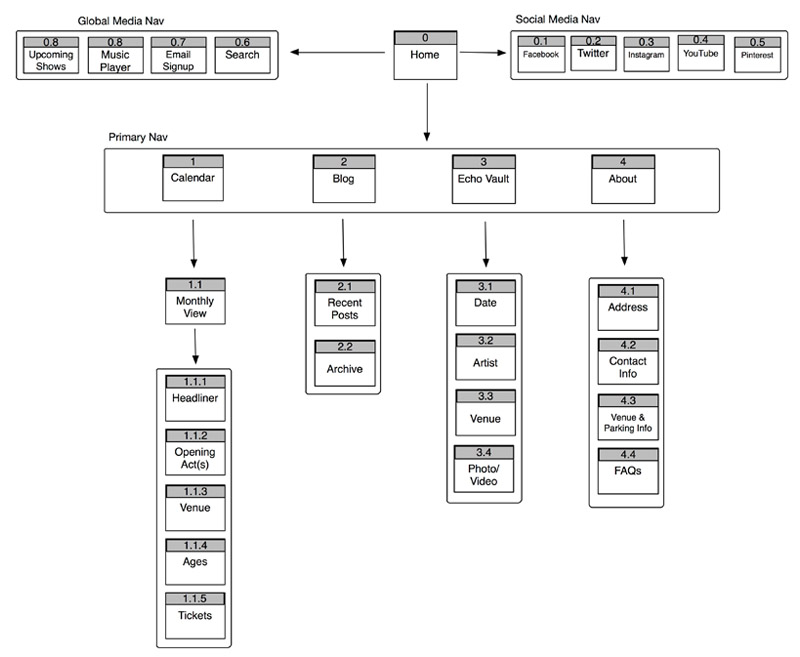 Global Media Nav
Social Media Nav
0.8
Upcoming
Shows
0.8
Music
Player
0.7
Email
Signup
0.6
Search
0
Home
0.1
Facebook
0.2
Twitter
0.3
Instagram
0.4
YouTube
0.5
Pinterest
Primary Nav
1
Calendar
2
Blog
3
Echo Vault
4
About
1.1
Monthly
View
1.1.1
Headliner
1.1.2
Opening
Act(s)
1.1.3
Venue
1.1.4
Ages
1.1.5
Tickets
2.1
Recent
Posts
2.2
Archive
3.1
Date
3.2
Artist
3.3
Venue
3.4
Photo/
Video
4.1
Address
4.2
Contact
Info
4.3
Venue &
Parking Info
4.4
FAQs